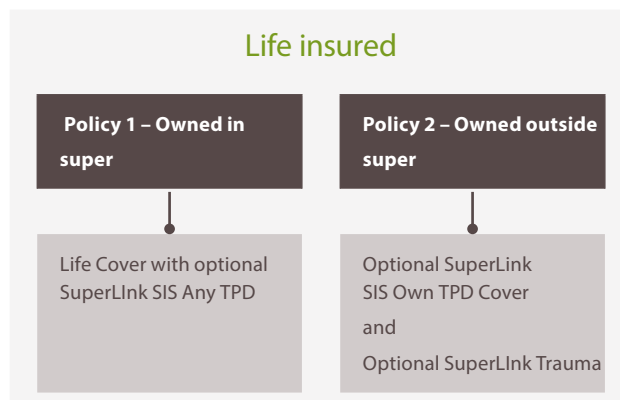 Life insured
Policy 1 – Owned in
super
Policy 2 – Owned outside
super
Life Cover with optional
SuperLInk SIS Any TPD
Optional SuperLink
SIS Own TPD Cover
and
Optional SuperLInk Trauma